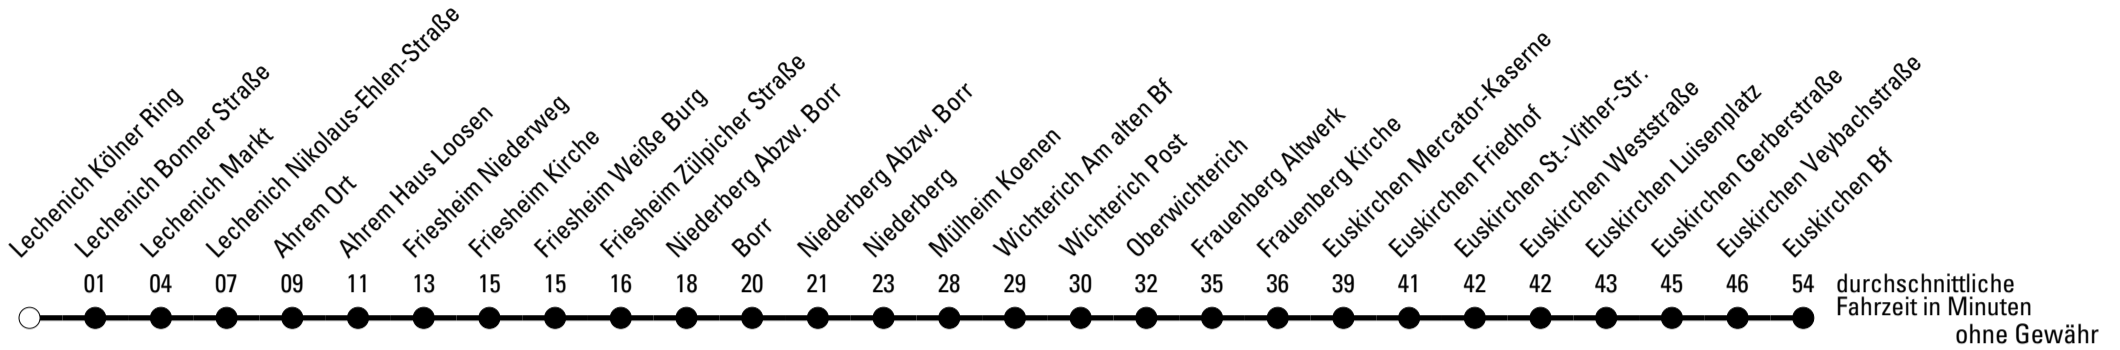 Lechenich Kölner Ring
Lechenich Bonner Straße
Lechenich Markt
Lechenich Nikolaus-Ehlen-Straße
Ahrem Ort
Ahrem Haus Loosen
Friesheim Niederweg
Friesheim Kirche
Friesheim Weiße Burg
Friesheim Zülpicher Straße
Niederberg Abzw. Borr
Borr
Niederberg Abzw. Borr
Niederberg
Mülheim Koenen
Wichterich Am alten Bf
Wichterich Post
Oberwichterich
Frauenberg Altwerk
Frauenberg Kirche
Euskirchen Mercator-Kaserne
Euskirchen Friedhof
Euskirchen St.-Vither-Str.
Euskirchen Weststraße
Euskirchen Luisenplatz
Euskirchen Gerberstraße
Euskirchen Veybachstraße
Euskirchen Bf
01 04 07 09 11 13 15 15 16 18 20 21 23 28 29 30 32 35 36 39 41 42 42 43 45 46 54 durchschnittliche
Fahrzeit in Minuten
ohne Gewähr